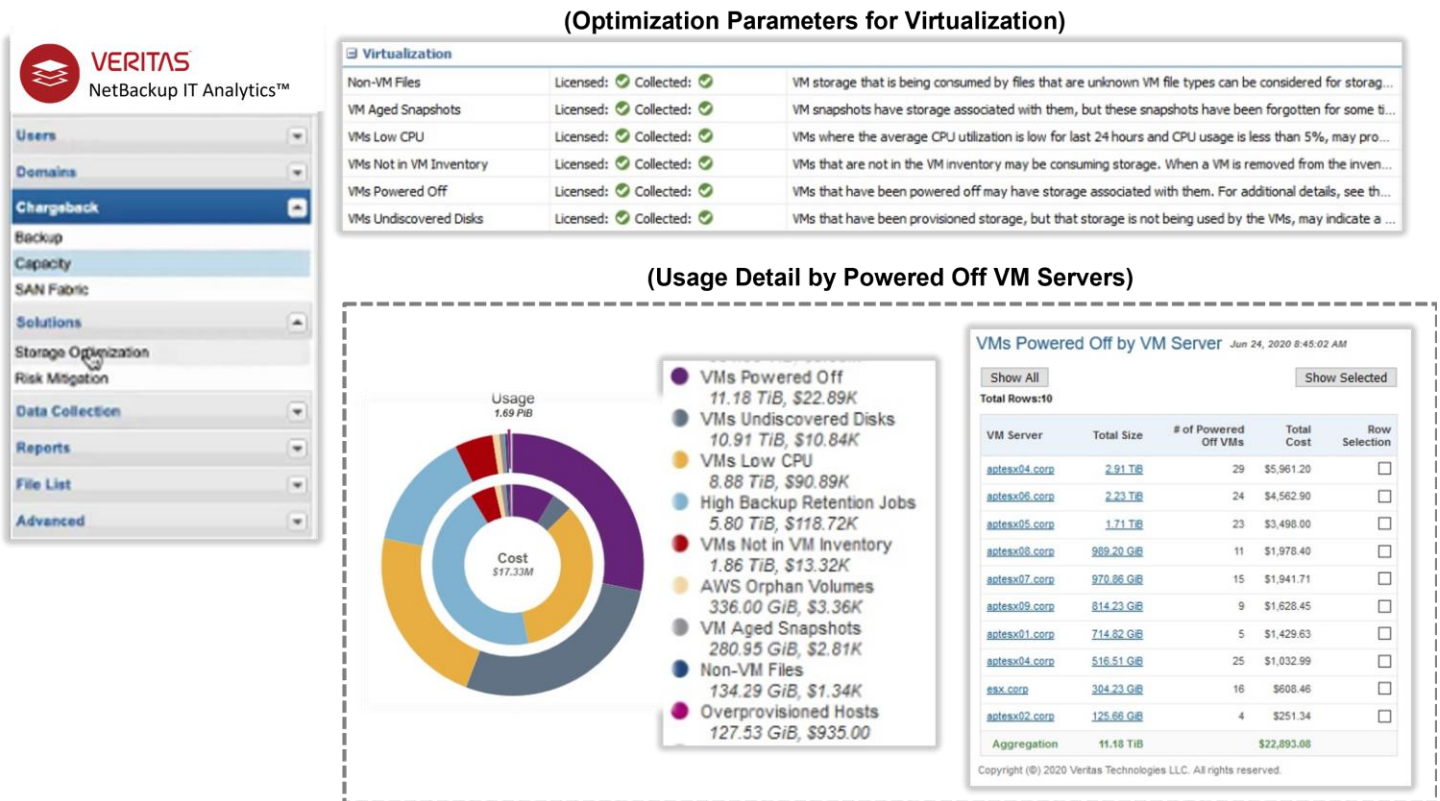 (Optimization Parameters for Virtualization)
VERITAS
NetBackup IT Analytics™
Users
Domains
Chargeback
Backup
Capacity
SAN Fabric
Solutions
Storage Optimization
Risk Mitigation
Data Collection
Reports
File List
Advanced
Virtualization
Non-VM Files Licensed: Collected: VM storage that is being consumed by files that are unknown VM file types can be considered for storag...
VM Aged Snapshots Licensed: Collected: VM snapshots have storage associated with them, but these snapshots have been forgotten for some ti...
VMs Low CPU Licensed: Collected: VMs where the average CPU utilization is low for last 24 hours and CPU usage is less than 5%, may pro...
VMs Not in VM Inventory Licensed: Collected: VMs that are not in the VM inventory may be consuming storage. When a VM is removed from the inven...
VMs Powered Off Licensed: Collected: VMs that have been powered off may have storage associated with them. For additional details, see th...
VMs Undiscovered Disks Licensed: Collected: VMs that have been provisioned storage, but that storage is not being used by the VMs, may indicate a ...
(Usage Detail by Powered Off VM Servers)
Usage
1.69 PiB
Cost
$17.33M
VMs Powered Off
11.18 TiB, $22.89K
VMs Undiscovered Disks
10.91 TiB, $10.84K
VMs Low CPU
8.88 TiB, $90.89K
High Backup Retention Jobs
5.80 TiB, $118.72K
VMs Not in VM Inventory
1.86 TiB, $13.32K
AWS Orphan Volumes
336.00 GiB, $3.36K
VM Aged Snapshots
280.95 GiB, $2.81K
Non-VM Files
134.29 GiB, $1.34K
Overprovisioned Hosts
127.53 GiB, $935.00
VMs Powered Off by VM Server Jun 24, 2020 8:45:02 AM
Show All Show Selected
Total Rows:10
VM Server Total Size # of Powered Off VMs Total Cost Row Selection
aptesx04.corp 2.91 TiB 29 $5,961.20
aptesx06.corp 2.23 TiB 24 $4,562.90
aptesx05.corp 1.71 TiB 23 $3,498.00
aptesx08.corp 989.20 GiB 11 $1,978.40
aptesx07.corp 970.86 GiB 15 $1,941.71
aptesx09.corp 814.23 GiB 9 $1,628.45
aptesx01.corp 714.82 GiB 5 $1,429.63
aptesx04.corp 516.51 GiB 25 $1,032.99
esx.corp 304.23 GiB 16 $608.46
aptesx02.corp 125.66 GiB 4 $251.34
Aggregation 11.18 TiB $22,893.08
Copyright (©) 2020 Veritas Technologies LLC. All rights reserved.